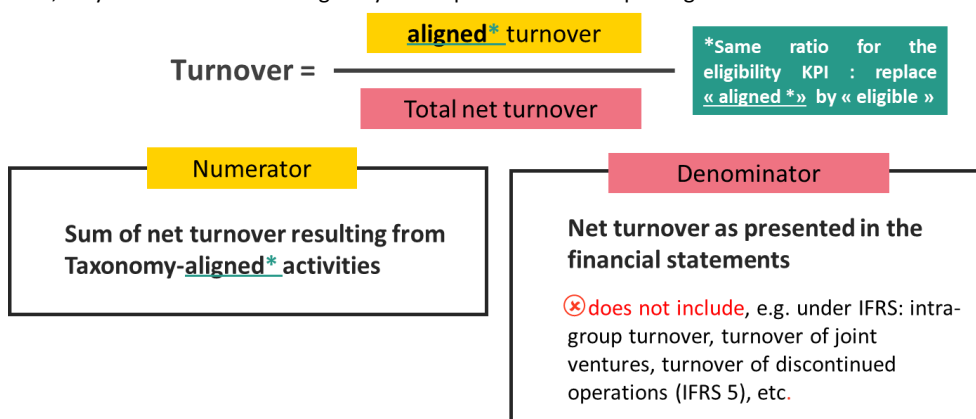 aligned* turnover
Turnover =
Total net turnover
*Same ratio for the
eligibility KPI : replace
« aligned *» by « eligible »
Numerator
Sum of net turnover resulting from
Taxonomy-aligned* activities
Denominator
Net turnover as presented in the
financial statements
does not include, e.g. under IFRS: intra-
group turnover, turnover of joint
ventures, turnover of discontinued
operations (IFRS 5), etc.